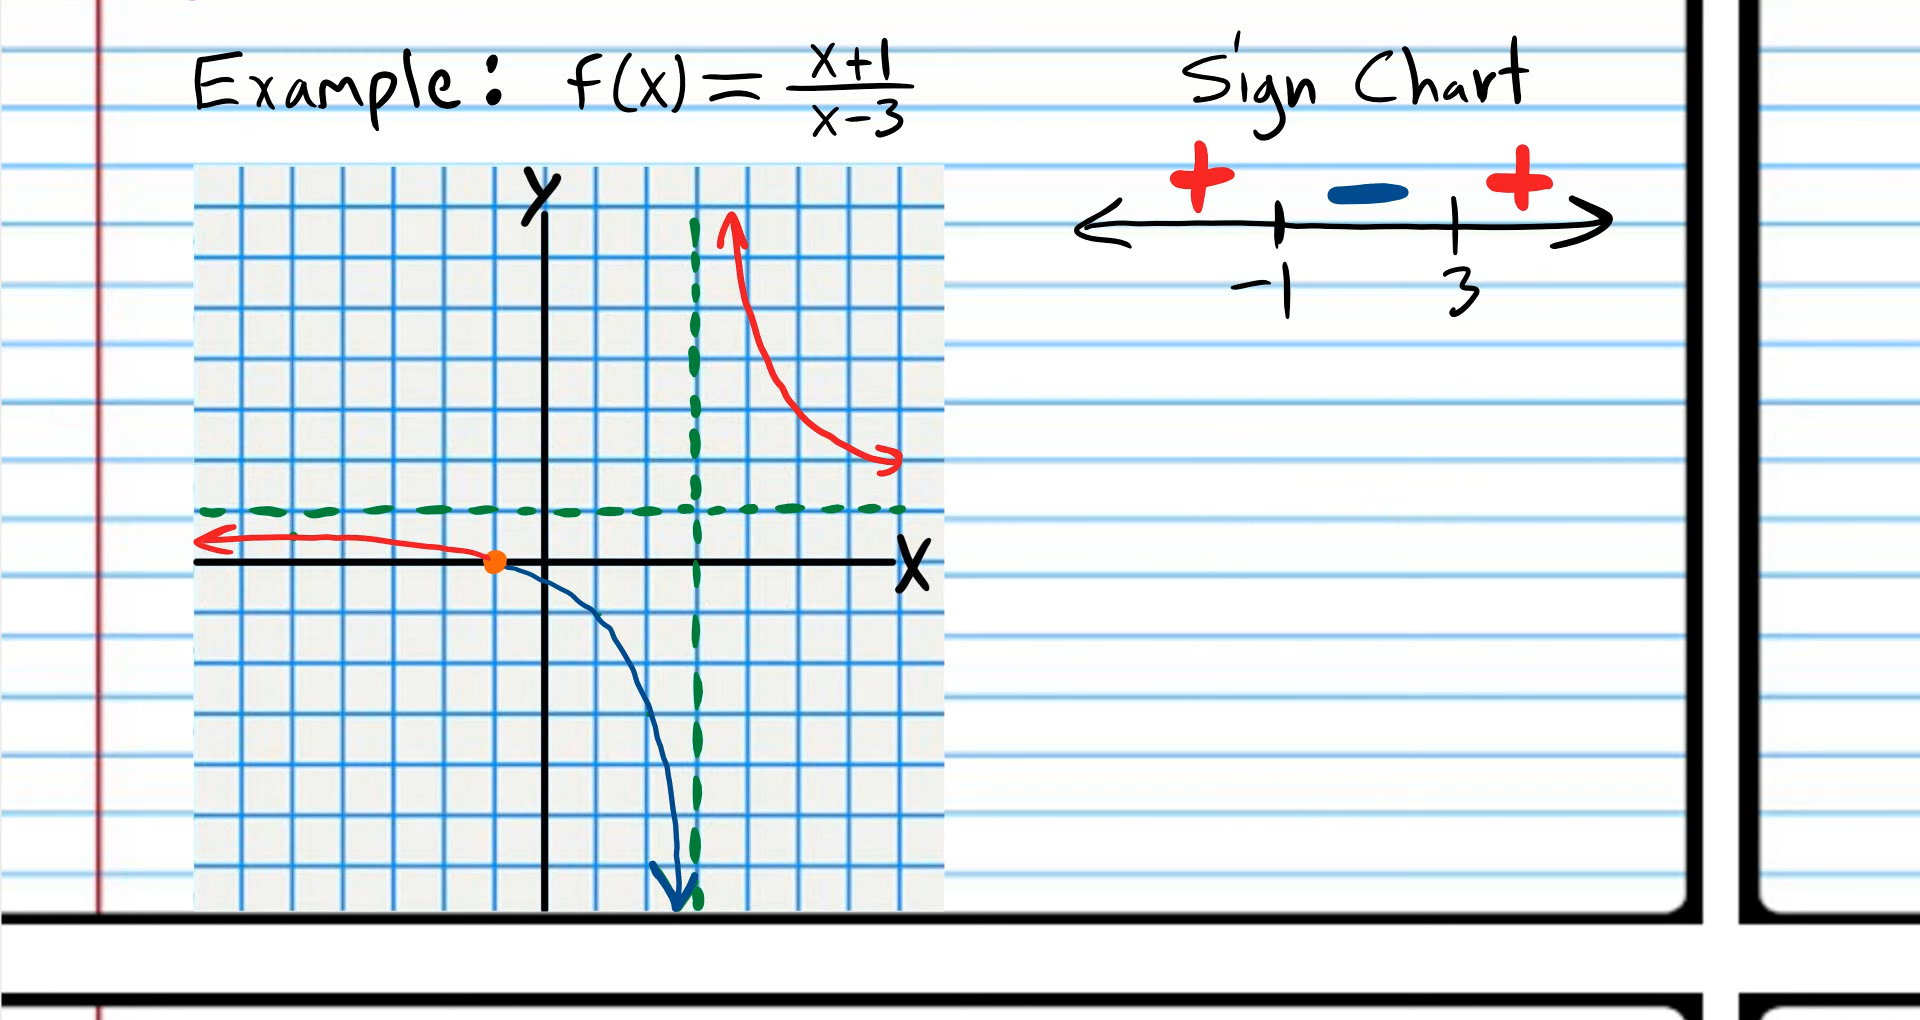 Example: f(x) = (x+1)/(x-3)
Sign Chart
+ - +
-1 3
Y
X